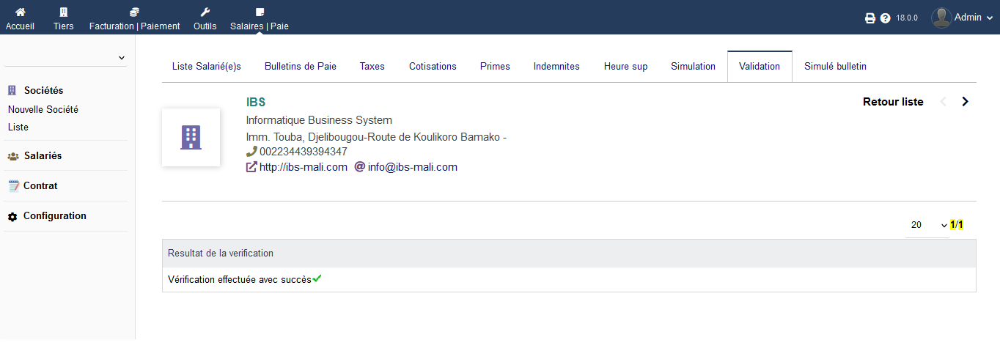 Accueil Tiers Facturation | Paiement Outils Salaires | Paie 18.0.0 Admin
Sociétés
Nouvelle Société
Liste
Salariés
Contrat
Configuration
Liste Salarié(e)s Bulletins de Paie Taxes Cotisations Primes Indemnites Heure sup Simulation Validation Simulé bulletin
IBS
Retour liste
Informatique Business System
Imm. Touba, Djelibougou-Route de Koulikoro Bamako -
002234439394347
http://ibs-mali.com info@ibs-mali.com
20 1/1
Resultat de la verification
Vérification effectuée avec succès